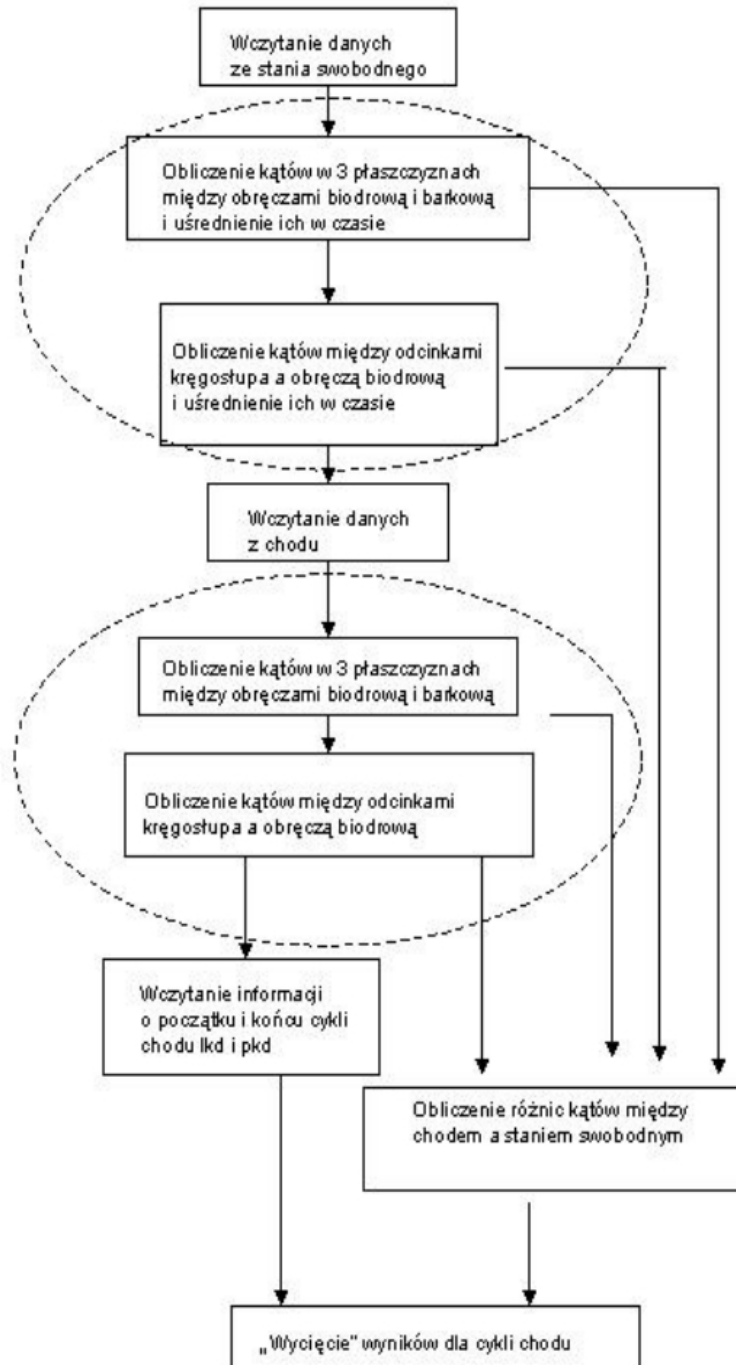 Wczytanie danych
ze stania swobodnego
Obliczenie kątów w 3 płaszczyznach
między obręczami biodrową i barkową
i uśrednienie ich w czasie
Obliczenie kątów między odcinkami
kręgosłupa a obręczą biodrową
i uśrednienie ich w czasie
Wczytanie danych
z chodu
Obliczenie kątów w 3 płaszczyznach
między obręczami biodrową i barkową
Obliczenie kątów między odcinkami
kręgosłupa a obręczą biodrową
Wczytanie informacji
o początku i końcu cykli
chodu lkd i pkd
Obliczenie różnic kątów między
chodem a staniem swobodnym
„Wycięcie” wyników dla cykli chodu